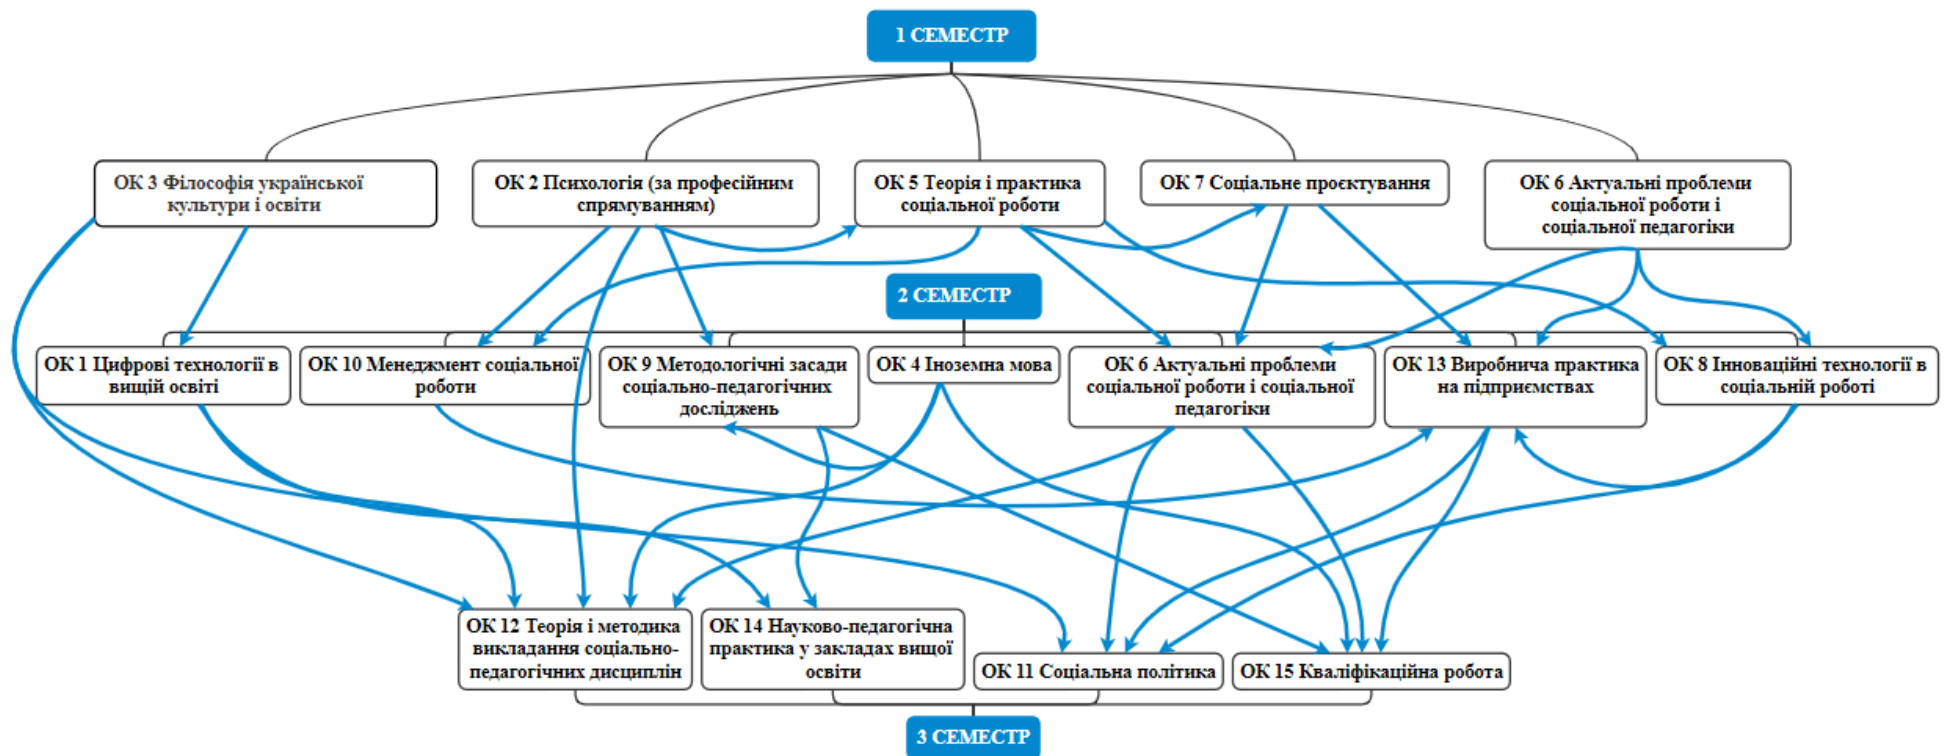 1 СЕМЕСТР
ОК 3 Філософія української
культури і освіти
ОК 2 Психологія (за професійним
спрямуванням)
ОК 5 Теорія і практика
соціальної роботи
ОК 7 Соціальне проєктування
ОК 6 Актуальні проблеми
соціальної роботи і
соціальної педагогіки
2 СЕМЕСТР
ОК 1 Цифрові технології в
вищій освіті
ОК 10 Менеджмент соціальної
роботи
ОК 9 Методологічні засади
соціально-педагогічних
досліджень
ОК 4 Іноземна мова
ОК 6 Актуальні проблеми
соціальної роботи і соціальної
педагогіки
ОК 13 Виробнича практика
на підприємствах
ОК 8 Інноваційні технології в
соціальній роботі
ОК 12 Теорія і методика
викладання соціально-
педагогічних дисциплін
ОК 14 Науково-педагогічна
практика у закладах вищої
освіти
ОК 11 Соціальна політика
ОК 15 Кваліфікаційна робота
3 СЕМЕСТР